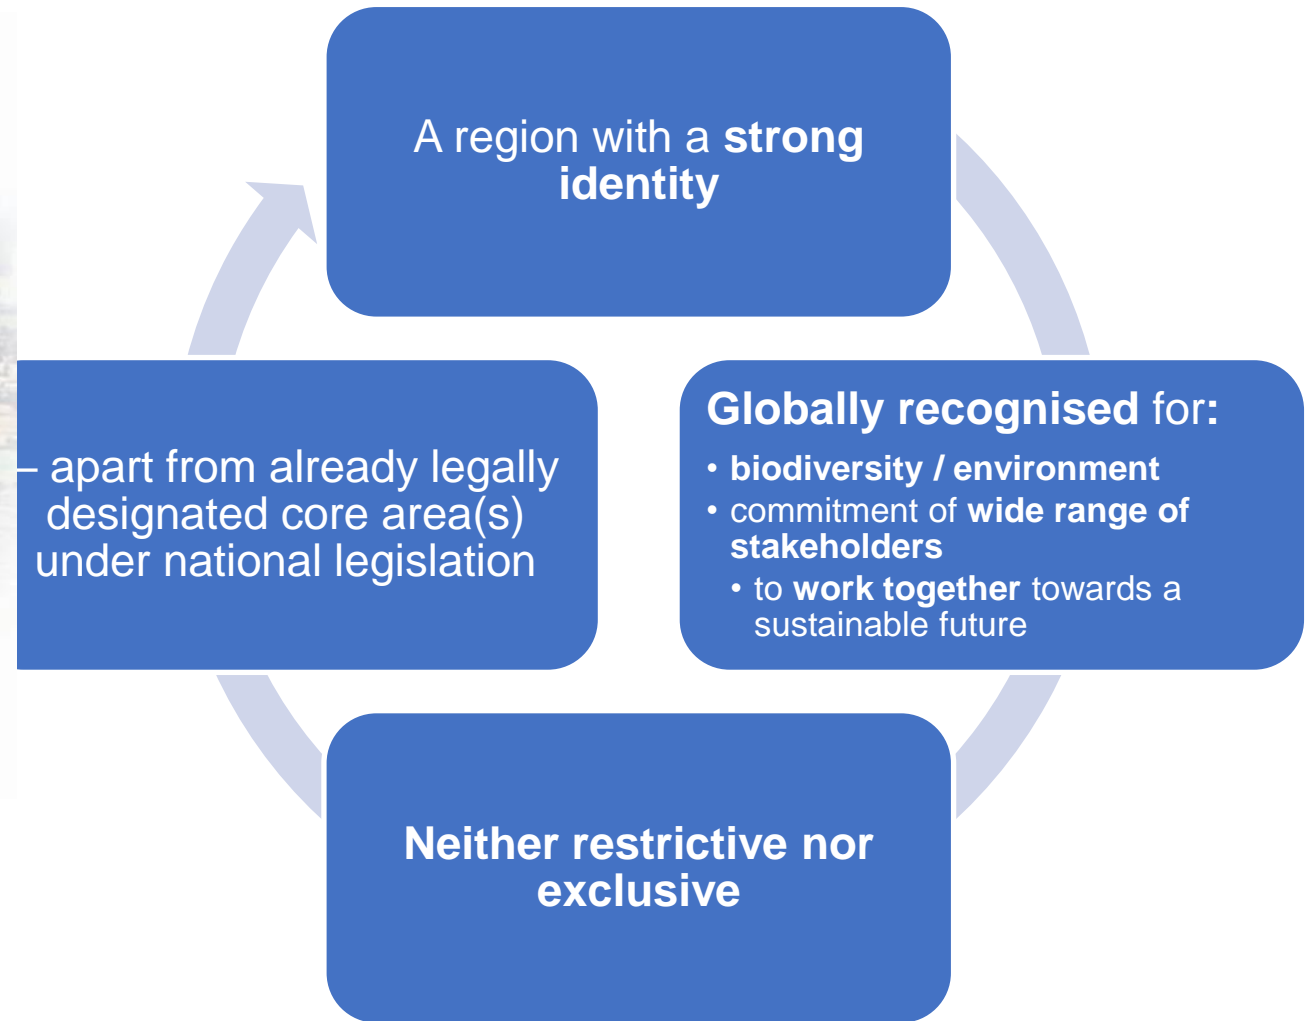 A region with a strong
identity
Globally recognised for:
• biodiversity / environment
• commitment of wide range of
stakeholders
• to work together towards a
sustainable future
Neither restrictive nor
exclusive
– apart from already legally
designated core area(s)
under national legislation